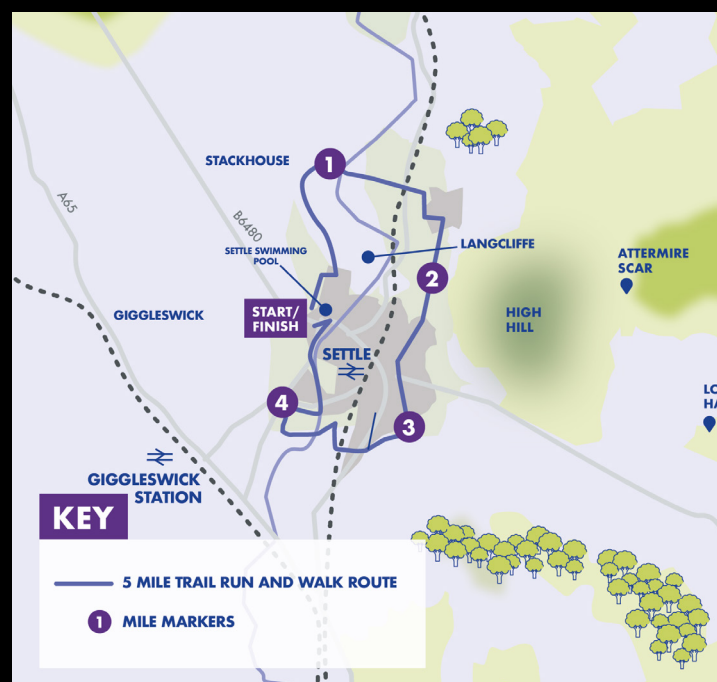 STACKHOUSE
1
A65
B6480
SETTLE SWIMMING
POOL
LANGCLIFFE
ATTERMIRE
SCAR
2
GIGGLESWICK
START/
FINISH
HIGH
HILL
SETTLE
4
3
GIGGLESWICK
STATION
KEY
5 MILE TRAIL RUN AND WALK ROUTE
1 MILE MARKERS